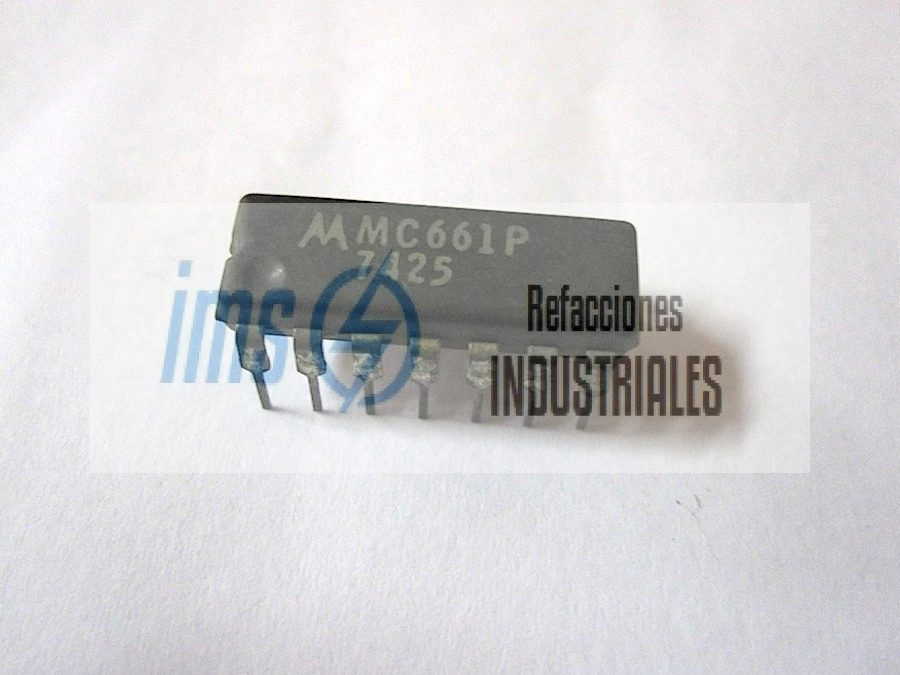 MC661P
7425
ims
Refacciones
INDUSTRIALES